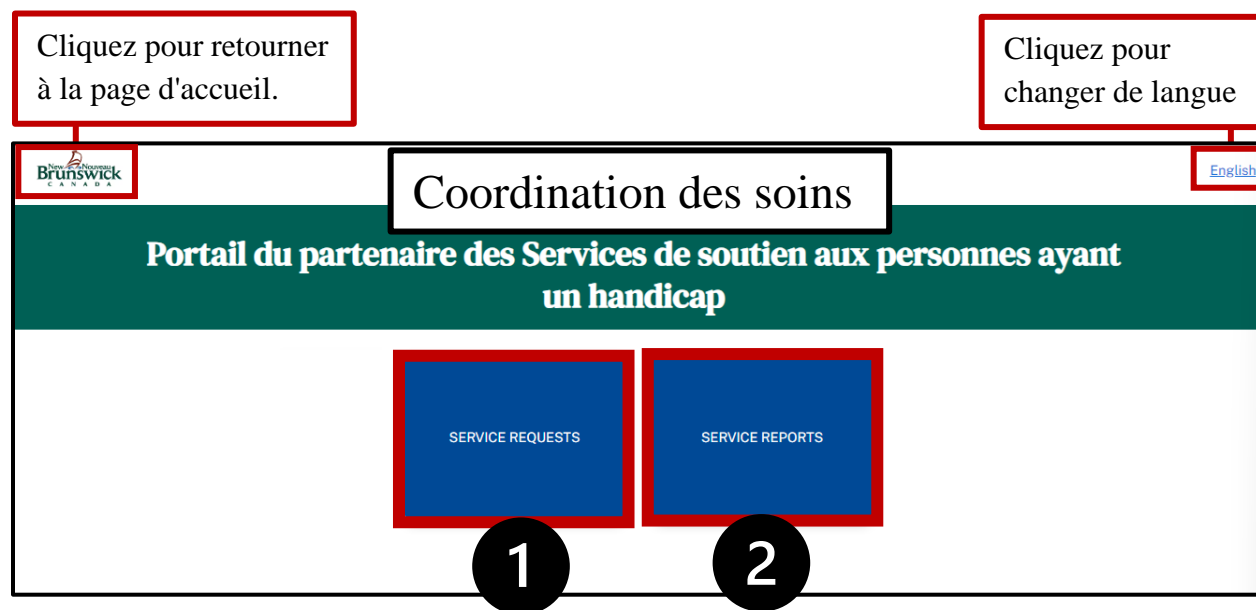 Cliquez pour retourner
à la page d'accueil.
Cliquez pour
changer de langue
New Nouveau
Brunswick
CANADA
Coordination des soins
English
Portail du partenaire des Services de soutien aux personnes ayant
un handicap
SERVICE REQUESTS
SERVICE REPORTS
1
2